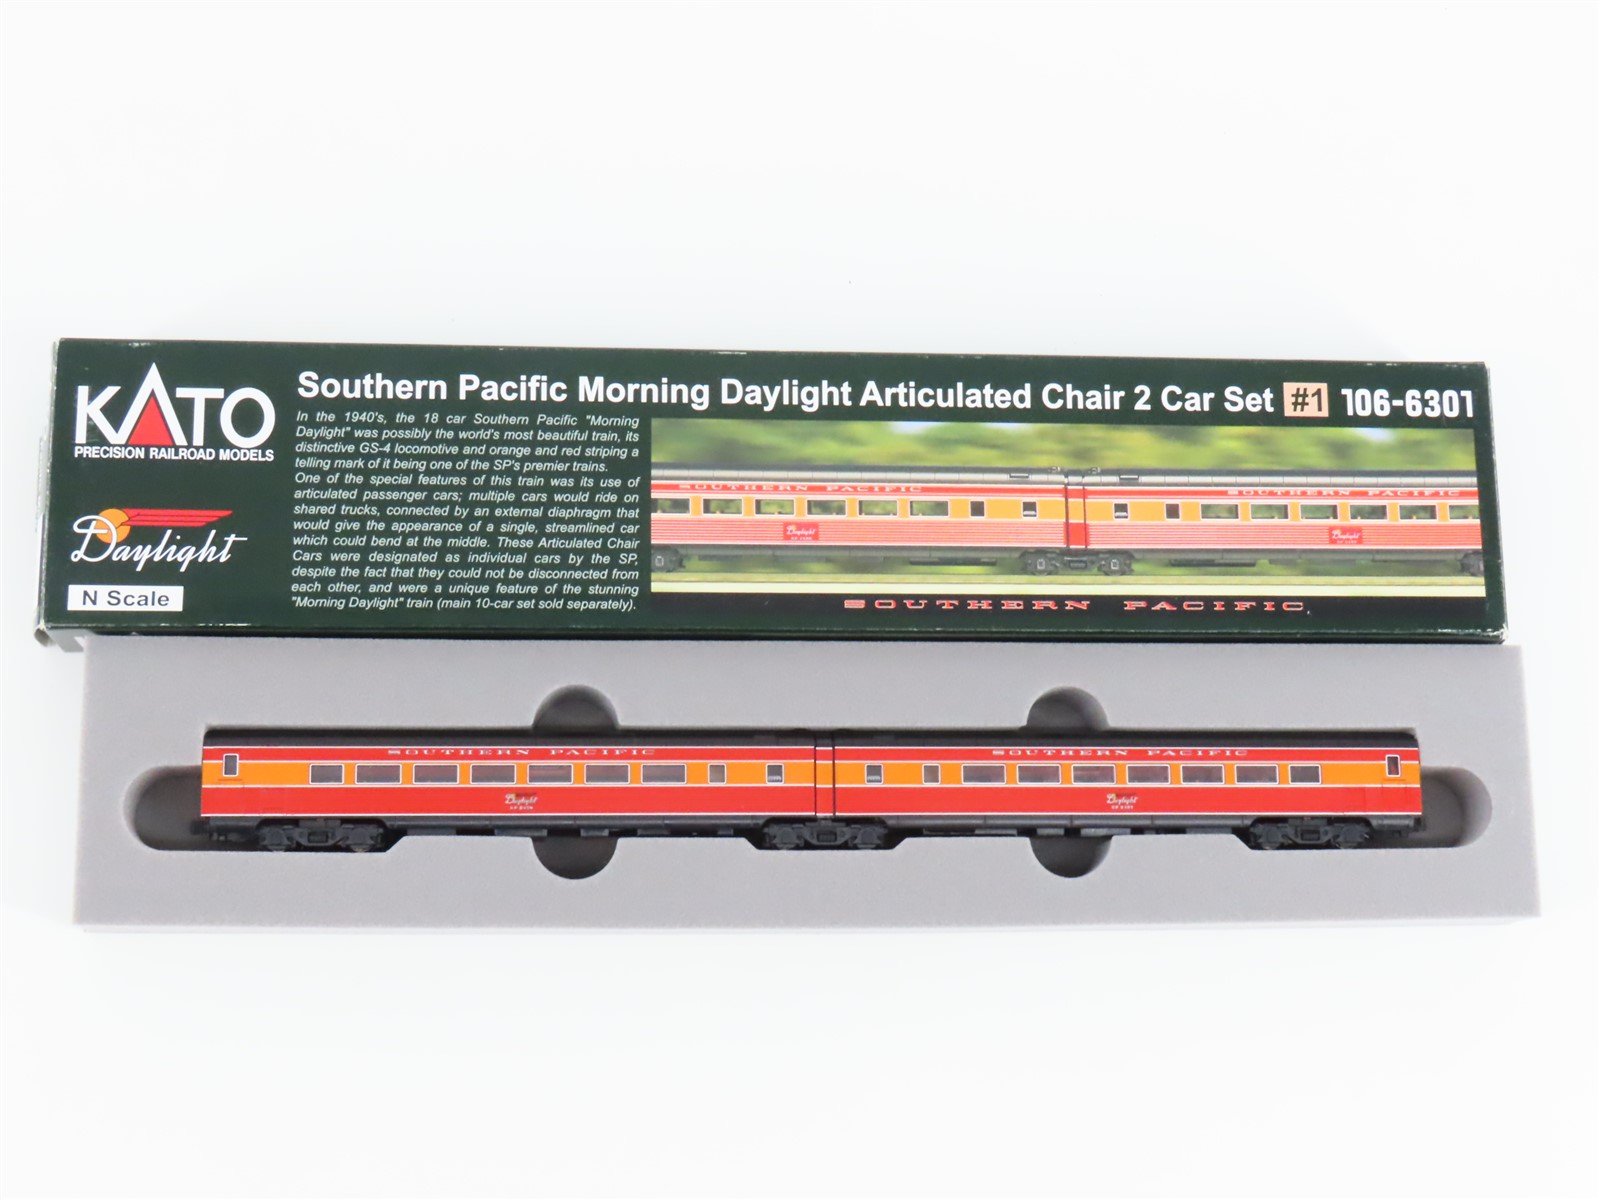 KATO
PRECISION RAILROAD MODELS
Daylight
N Scale
Southern Pacific Morning Daylight Articulated Chair 2 Car Set #1 106-6301
In the 1940's, the 18 car Southern Pacific "Morning
Daylight" was possibly the world's most beautiful train, its
distinctive GS-4 locomotive and orange and red striping a
telling mark of it being one of the SP's premier trains.
One of the special features of this train was its use of
articulated passenger cars; multiple cars would ride on
shared trucks, connected by an external diaphragm that
would give the appearance of a single, streamlined car
which could bend at the middle. These Articulated Chair
Cars were designated as individual cars by the SP,
despite the fact that they could not be disconnected from
each other, and were a unique feature of the stunning
"Morning Daylight" train (main 10-car set sold separately).
SOUTHERN PACIFIC
SOUTHERN PACIFIC
Daylight
Daylight
SOUTHERN PACIFIC
SOUTHERN PACIFIC
SOUTHERN PACIFIC
Daylight
Daylight